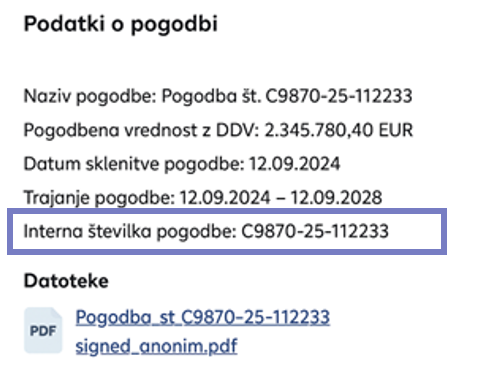 Podatki o pogodbi
Naziv pogodbe: Pogodba št. C9870-25-112233
Pogodbena vrednost z DDV: 2.345.780,40 EUR
Datum sklenitve pogodbe: 12.09.2024
Trajanje pogodbe: 12.09.2024 – 12.09.2028
Interna številka pogodbe: C9870-25-112233
Datoteke
PDF
Pogodba_st_C9870-25-112233
signed_anonim.pdf